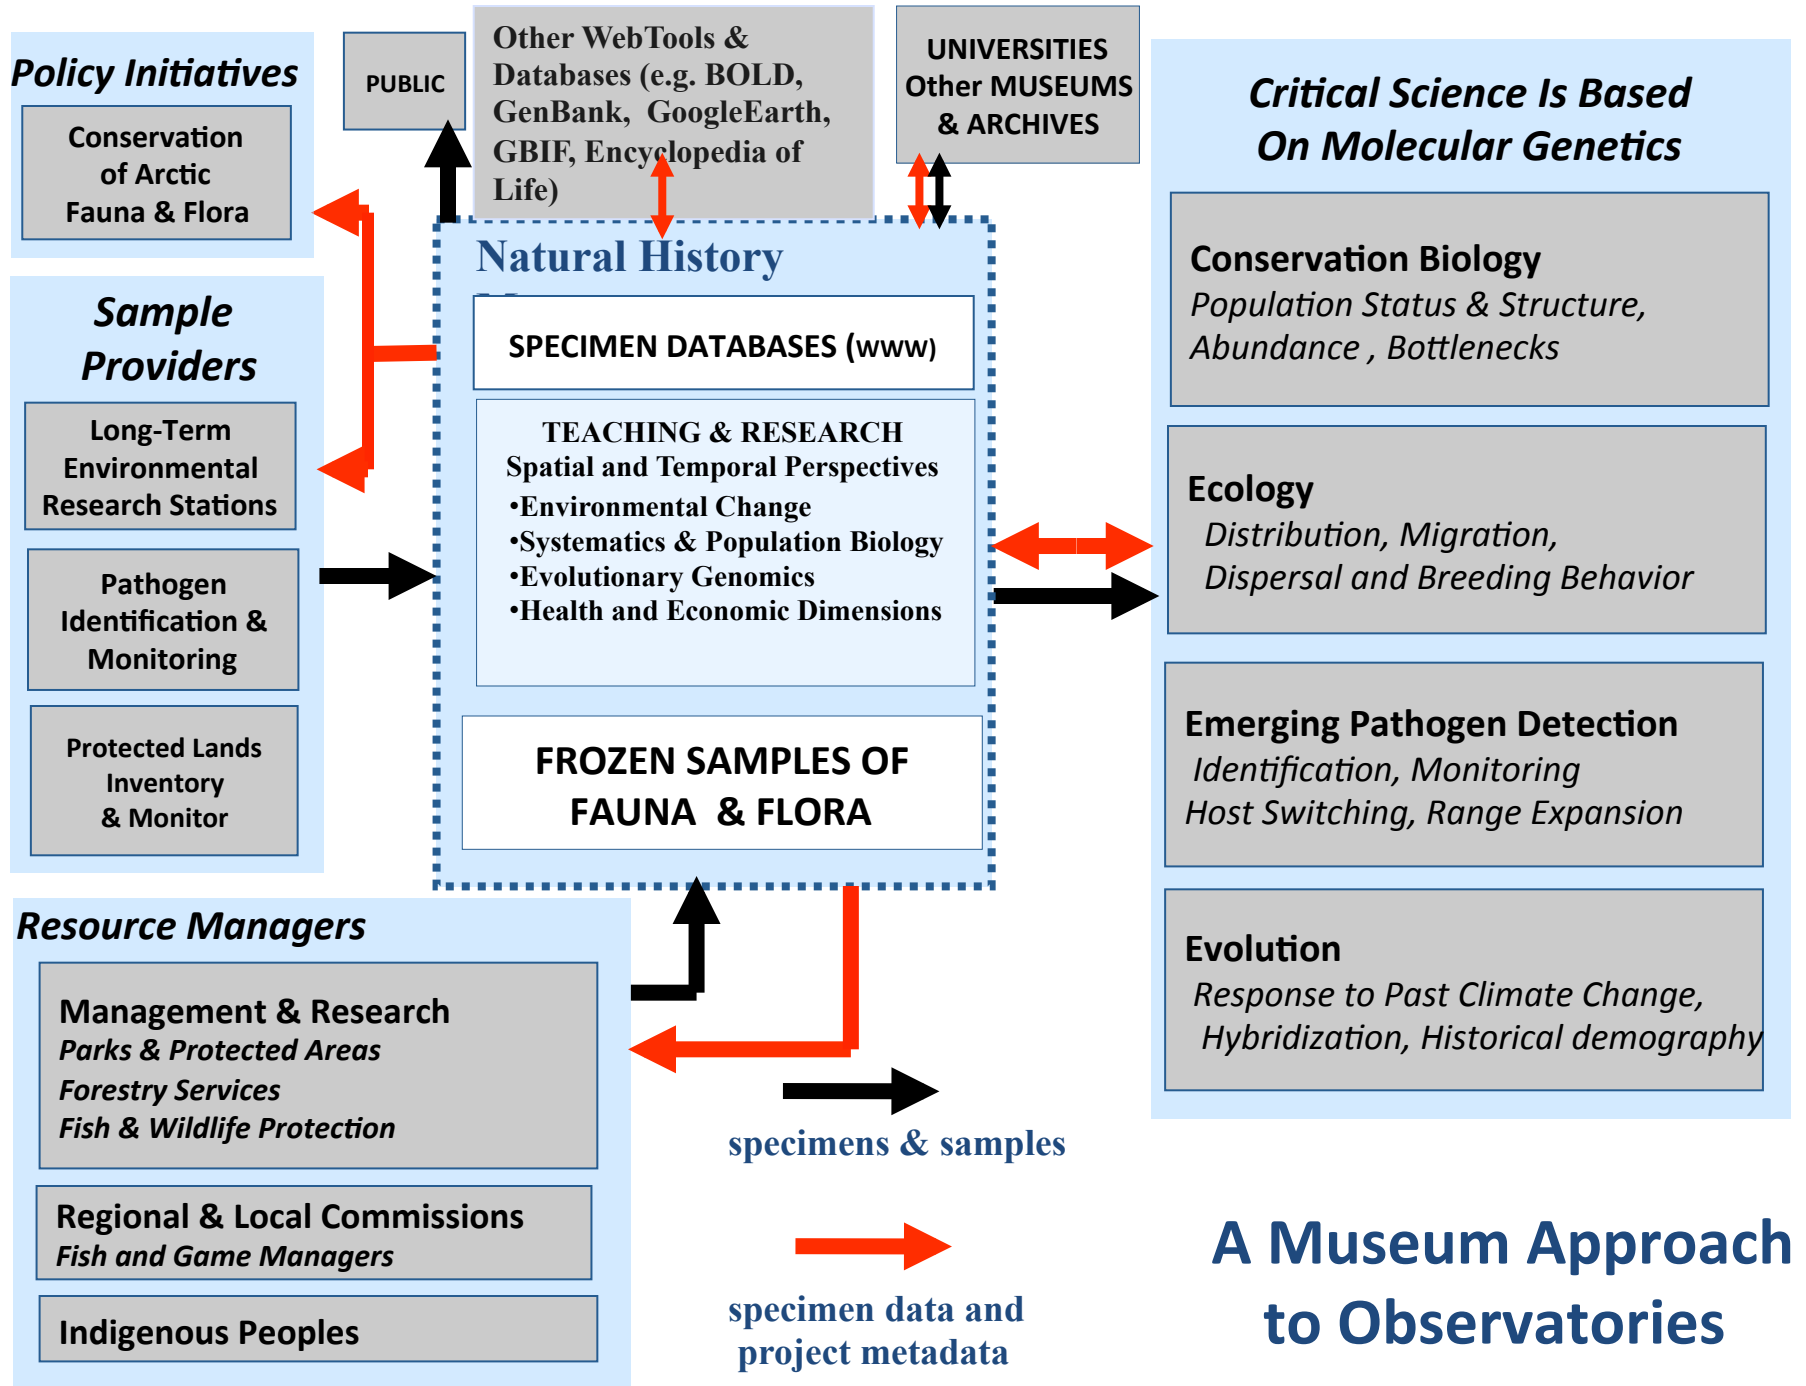 Policy Initiatives
Conservation
of Arctic
Fauna & Flora
PUBLIC
Other WebTools &
Databases (e.g. BOLD,
GenBank, GoogleEarth,
GBIF, Encyclopedia of
Life)
UNIVERSITIES
Other MUSEUMS
& ARCHIVES
Sample
Providers
Long-Term
Environmental
Research Stations
Pathogen
Identification &
Monitoring
Protected Lands
Inventory
& Monitor
Natural History
SPECIMEN DATABASES (WWW)
TEACHING & RESEARCH
Spatial and Temporal Perspectives
•Environmental Change
•Systematics & Population Biology
•Evolutionary Genomics
•Health and Economic Dimensions
FROZEN SAMPLES OF
FAUNA & FLORA
Critical Science Is Based
On Molecular Genetics
Conservation Biology
Population Status & Structure,
Abundance , Bottlenecks
Ecology
Distribution, Migration,
Dispersal and Breeding Behavior
Emerging Pathogen Detection
Identification, Monitoring
Host Switching, Range Expansion
Evolution
Response to Past Climate Change,
Hybridization, Historical demography
Resource Managers
Management & Research
Parks & Protected Areas
Forestry Services
Fish & Wildlife Protection
Regional & Local Commissions
Fish and Game Managers
Indigenous Peoples
specimens & samples
specimen data and
project metadata
A Museum Approach
to Observatories